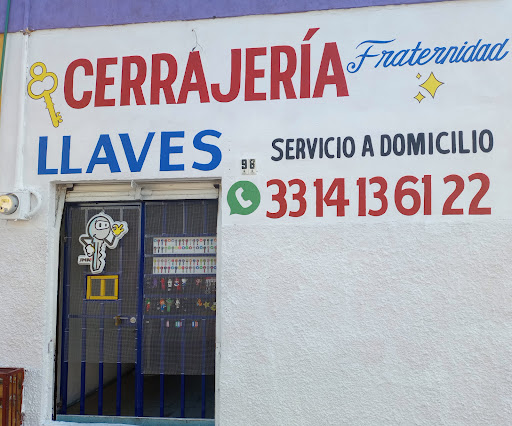 CERRAJERÍA Fraternidad
LLAVES
98
SERVICIO A DOMICILIO
33 14 13 61 22